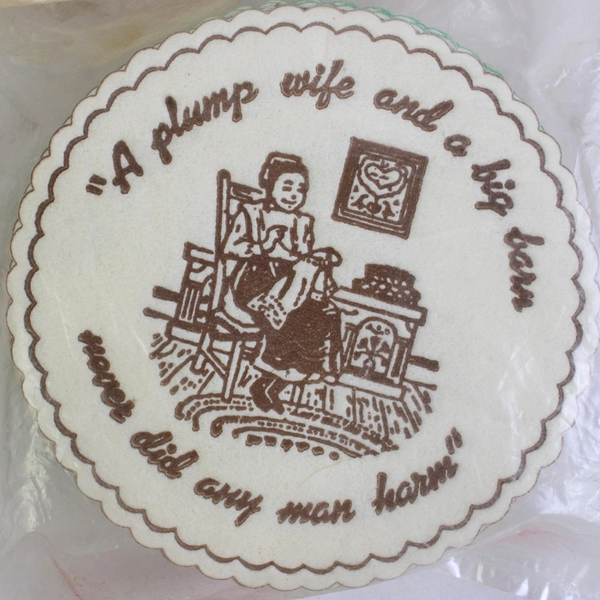 "A plump wife and a big barn
never did any man harm"